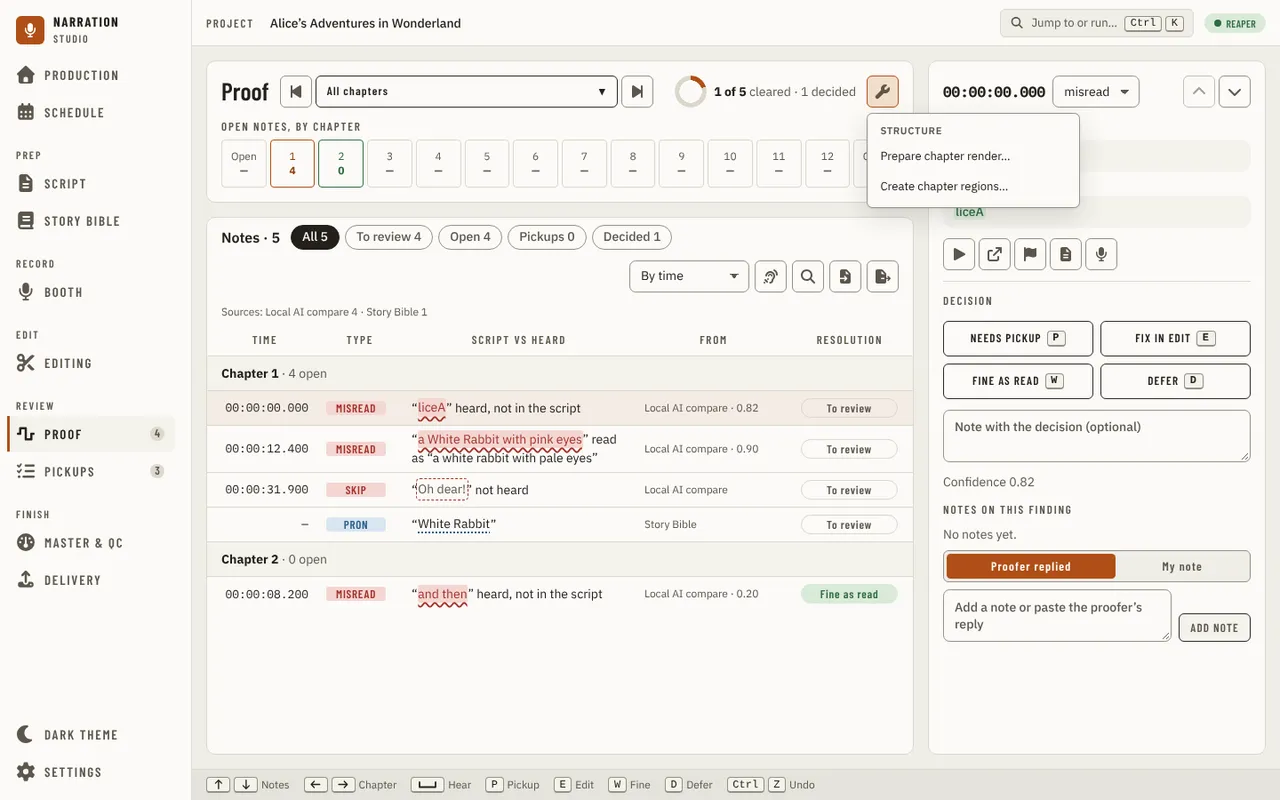 NARRATION
STUDIO
PROJECT Alice's Adventures in Wonderland
Jump to or run... Ctrl K
REAPER
PRODUCTION
SCHEDULE
PREP
SCRIPT
STORY BIBLE
RECORD
BOOTH
EDIT
EDITING
REVIEW
PROOF 4
PICKUPS 3
FINISH
MASTER & QC
DELIVERY
DARK THEME
SETTINGS
Proof
All chapters
1 of 5 cleared · 1 decided
OPEN NOTES, BY CHAPTER
Open 1 2 3 4 5 6 7 8 9 10 11 12
– 4 0 – – – – – – – – – –
STRUCTURE
Prepare chapter render...
Create chapter regions...
Notes · 5
All 5
To review 4
Open 4
Pickups 0
Decided 1
By time
Sources: Local AI compare 4 · Story Bible 1
TIME TYPE SCRIPT VS HEARD FROM RESOLUTION
Chapter 1 · 4 open
00:00:00.000 MISREAD “liceA” heard, not in the script Local AI compare · 0.82 To review
00:00:12.400 MISREAD “a White Rabbit with pink eyes” read
as “a white rabbit with pale eyes” Local AI compare · 0.90 To review
00:00:31.900 SKIP “Oh dear!” not heard Local AI compare To review
– PRON “White Rabbit” Story Bible To review
Chapter 2 · 0 open
00:00:08.200 MISREAD “and then” heard, not in the script Local AI compare · 0.20 Fine as read
00:00:00.000 misread
liceA
DECISION
NEEDS PICKUP P
FIX IN EDIT E
FINE AS READ W
DEFER D
Note with the decision (optional)
Confidence 0.82
NOTES ON THIS FINDING
No notes yet.
Proofer replied
My note
Add a note or paste the proofer's
reply
ADD NOTE
↑ ↓ Notes ← → Chapter Hear P Pickup E Edit W Fine D Defer Ctrl Z Undo